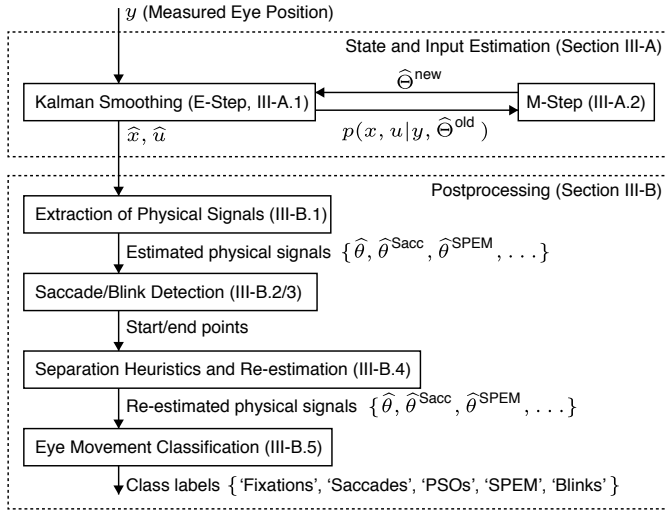 y (Measured Eye Position)
State and Input Estimation (Section III-A)
Θ̂ⁿᵉʷ
Kalman Smoothing (E-Step, III-A.1)
M-Step (III-A.2)
p(x, u|y, Θ̂ᵒˡᵈ )
x̂, û
Postprocessing (Section III-B)
Extraction of Physical Signals (III-B.1)
Estimated physical signals { θ̂, θ̂^Sacc, θ̂^SPEM, . . . }
Saccade/Blink Detection (III-B.2/3)
Start/end points
Separation Heuristics and Re-estimation (III-B.4)
Re-estimated physical signals { θ̂, θ̂^Sacc, θ̂^SPEM, . . . }
Eye Movement Classification (III-B.5)
Class labels { ‘Fixations’, ‘Saccades’, ‘PSOs’, ‘SPEM’, ‘Blinks’ }